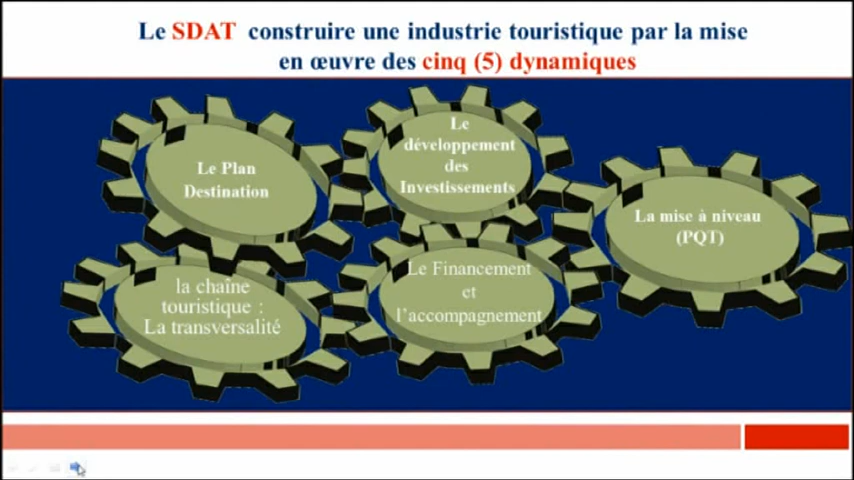 Le SDAT construire une industrie touristique par la mise
en œuvre des cinq (5) dynamiques
Le Plan
Destination
Le
développement
des
Investissements
La mise à niveau
(PQT)
la chaîne
touristique :
La transversalité
Le Financement
et
l’accompagnement